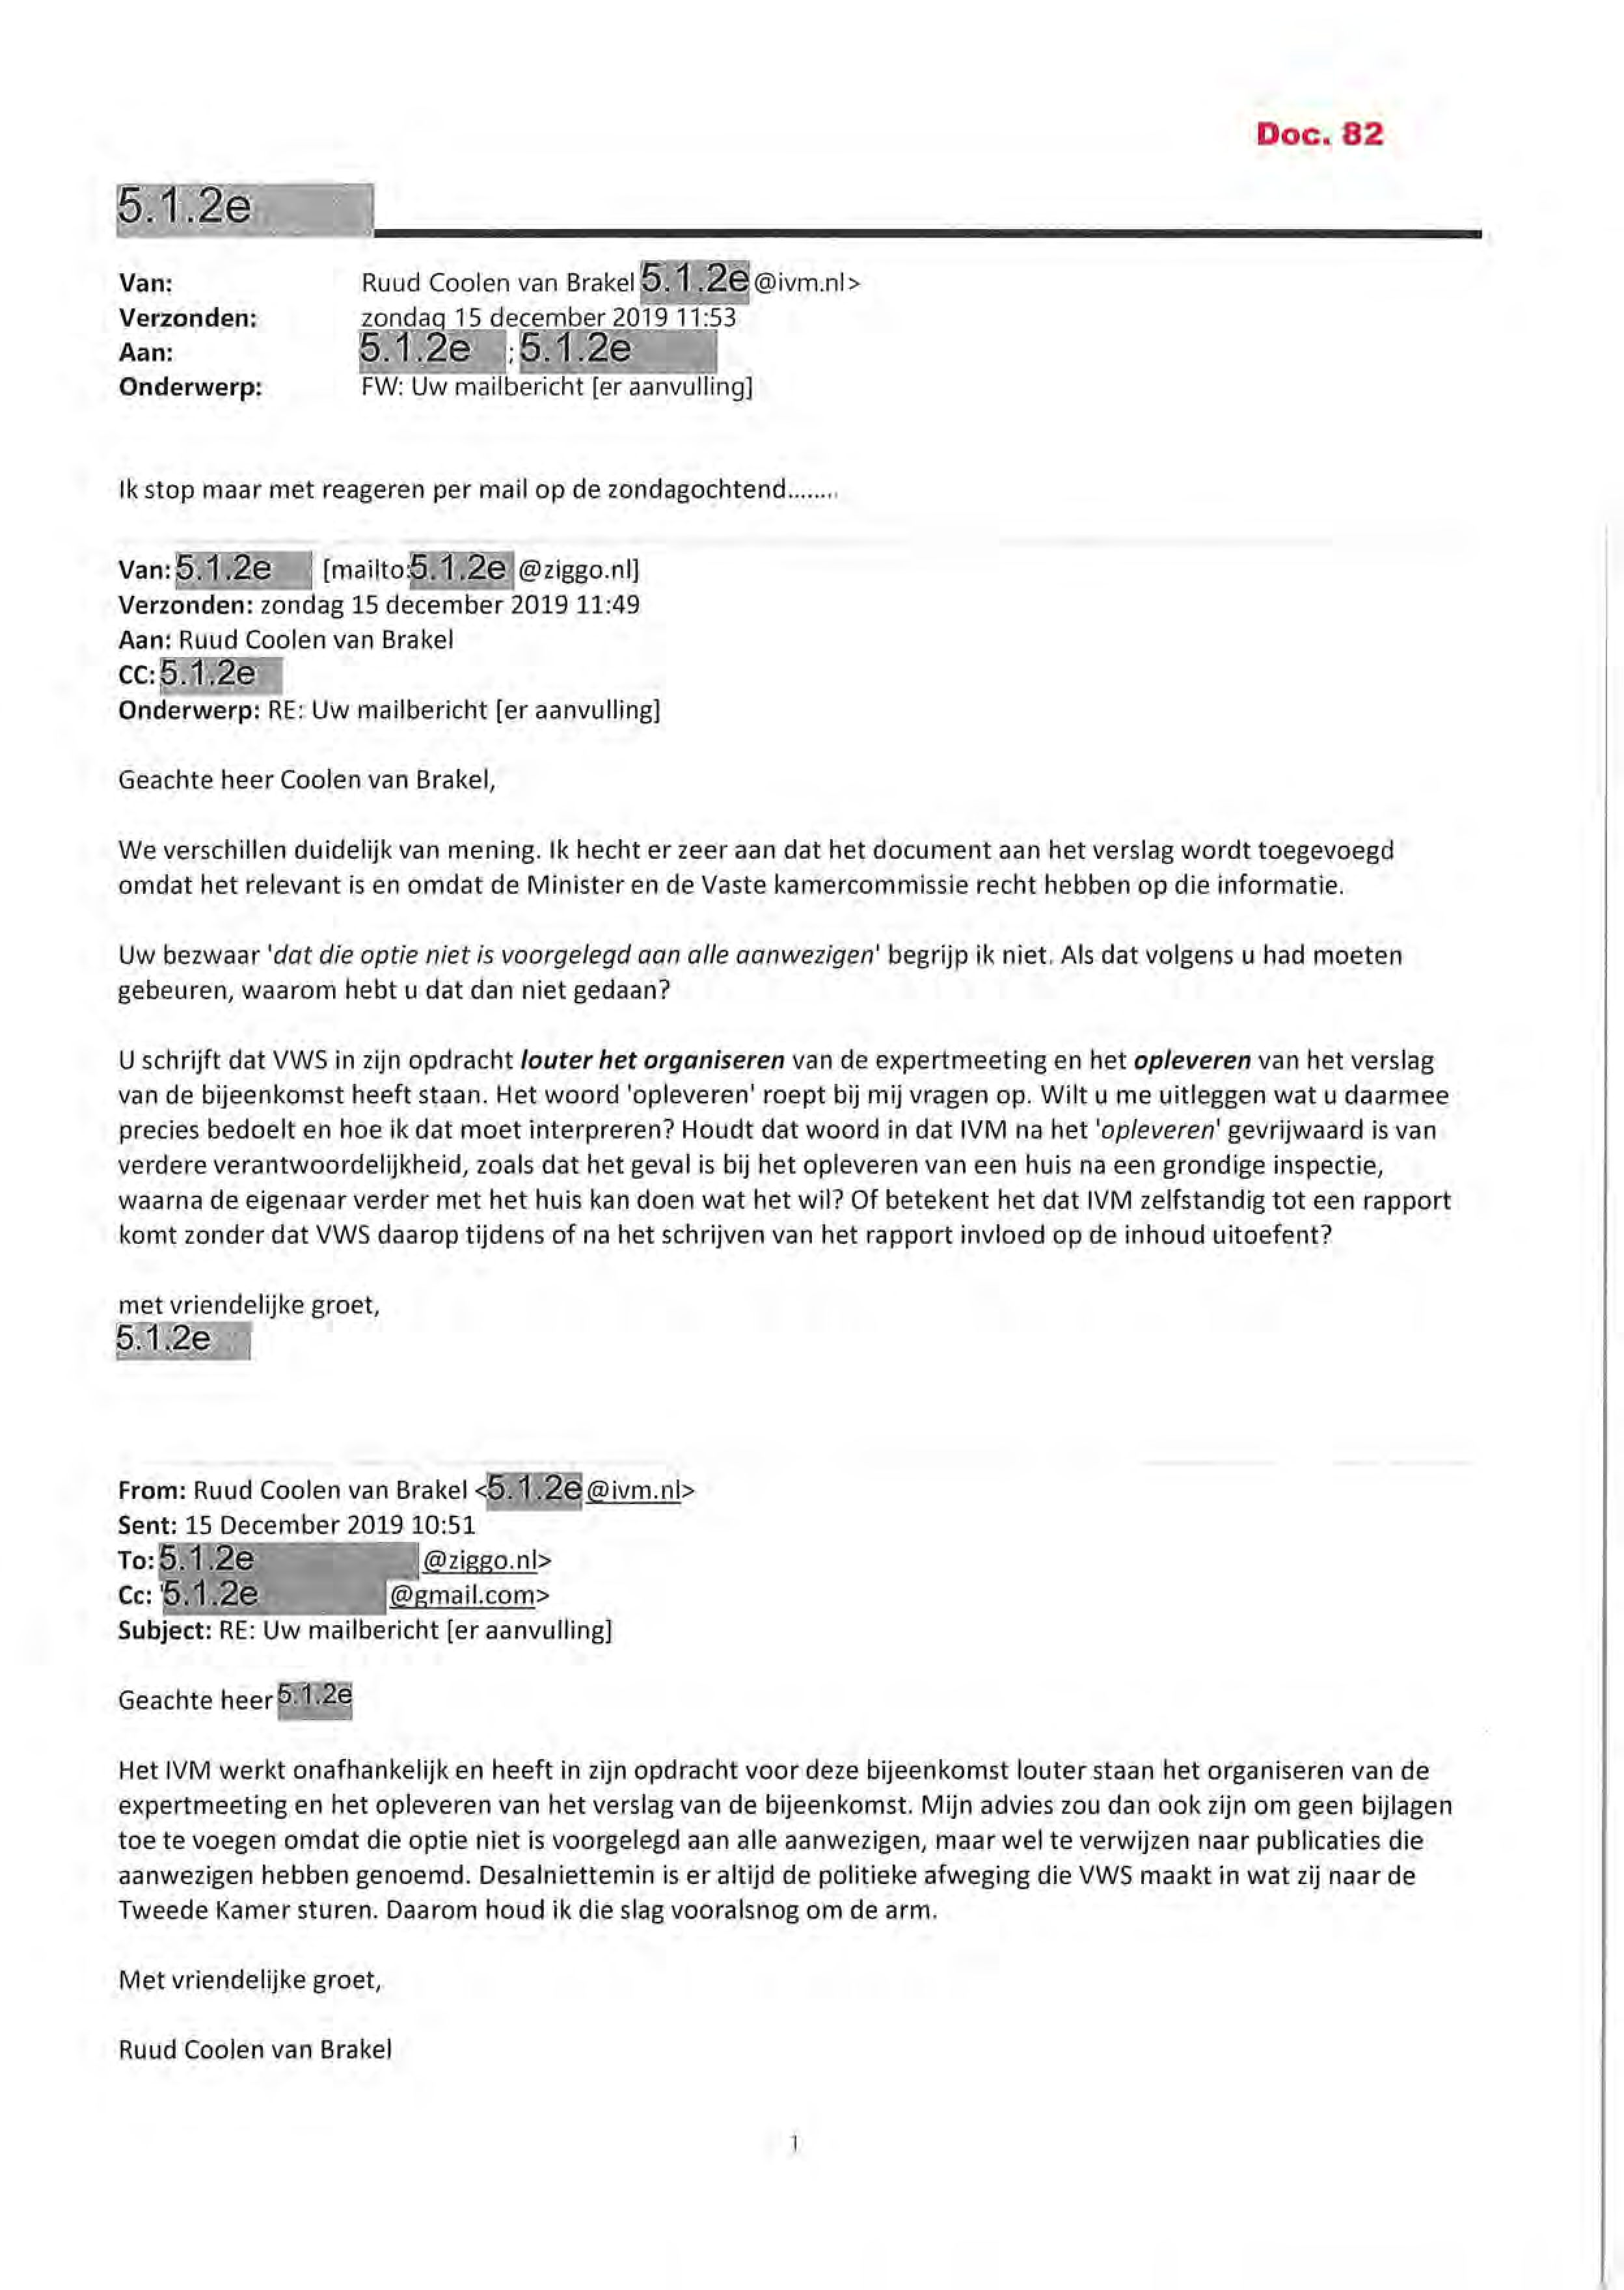 Doc. 82
5.1.2e
Van: Ruud Coolen van Brakel 5.1.2e @ivm.nl>
Verzonden: zondag 15 december 2019 11:53
Aan: 5.1.2e ; 5.1.2e
Onderwerp: FW: Uw mailbericht [er aanvulling]
Ik stop maar met reageren per mail op de zondagochtend........
Van: 5.1.2e [mailto:5.1.2e @ziggo.nl]
Verzonden: zondag 15 december 2019 11:49
Aan: Ruud Coolen van Brakel
CC: 5.1.2e
Onderwerp: RE: Uw mailbericht [er aanvulling]
Geachte heer Coolen van Brakel,
We verschillen duidelijk van mening. Ik hecht er zeer aan dat het document aan het verslag wordt toegevoegd
omdat het relevant is en omdat de Minister en de Vaste kamercommissie recht hebben op die informatie.
Uw bezwaar 'dat die optie niet is voorgelegd aan alle aanwezigen' begrijp ik niet. Als dat volgens u had moeten
gebeuren, waarom hebt u dat dan niet gedaan?
U schrijft dat VWS in zijn opdracht louter het organiseren van de expertmeeting en het opleveren van het verslag
van de bijeenkomst heeft staan. Het woord 'opleveren' roept bij mij vragen op. Wilt u me uitleggen wat u daarmee
precies bedoelt en hoe ik dat moet interpreren? Houdt dat woord in dat IVM na het 'opleveren' gevrijwaard is van
verdere verantwoordelijkheid, zoals dat het geval is bij het opleveren van een huis na een grondige inspectie,
waarna de eigenaar verder met het huis kan doen wat het wil? Of betekent het dat IVM zelfstandig tot een rapport
komt zonder dat VWS daarop tijdens of na het schrijven van het rapport invloed op de inhoud uitoefent?
met vriendelijke groet,
5.1.2e
From: Ruud Coolen van Brakel <5.1.2e @ivm.nl>
Sent: 15 December 2019 10:51
To: 5.1.2e @ziggo.nl>
Cc: '5.1.2e @gmail.com>
Subject: RE: Uw mailbericht [er aanvulling]
Geachte heer 5.1.2e
Het IVM werkt onafhankelijk en heeft in zijn opdracht voor deze bijeenkomst louter staan het organiseren van de
expertmeeting en het opleveren van het verslag van de bijeenkomst. Mijn advies zou dan ook zijn om geen bijlagen
toe te voegen omdat die optie niet is voorgelegd aan alle aanwezigen, maar wel te verwijzen naar publicaties die
aanwezigen hebben genoemd. Desalniettemin is er altijd de politieke afweging die VWS maakt in wat zij naar de
Tweede Kamer sturen. Daarom houd ik die slag vooralsnog om de arm.
Met vriendelijke groet,
Ruud Coolen van Brakel
1